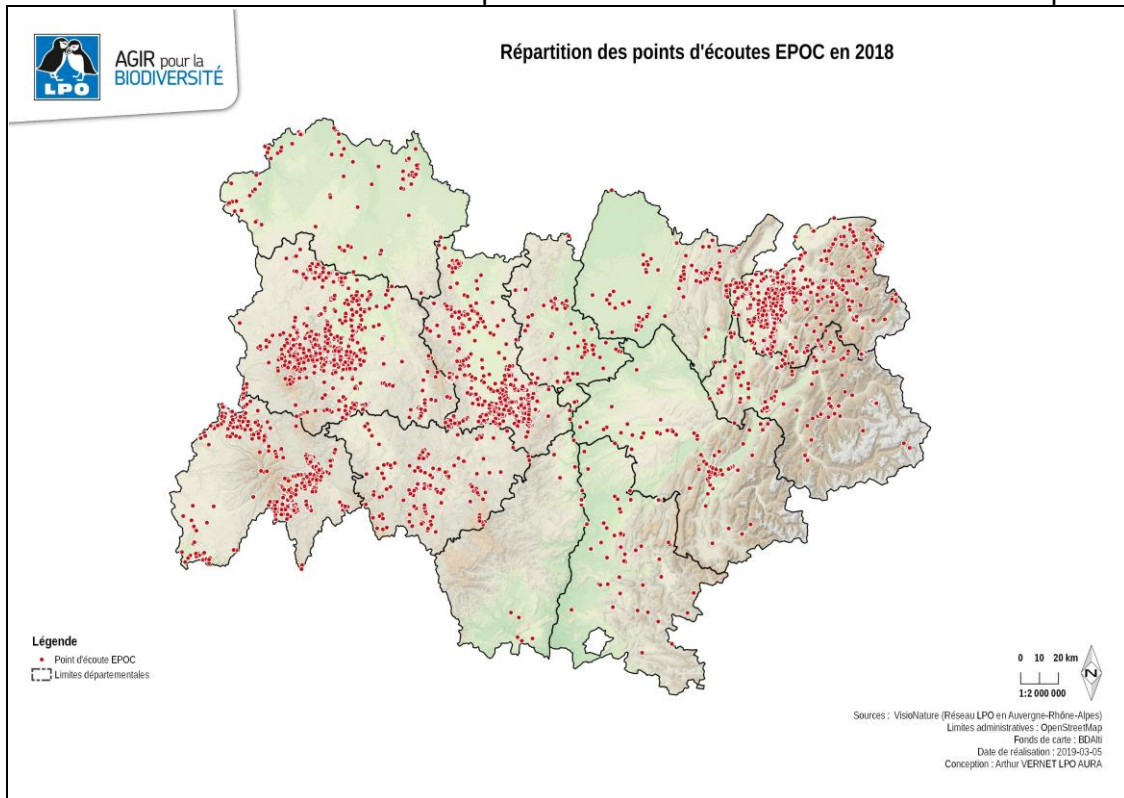 AGIR pour la
BIODIVERSITÉ
LPO
Répartition des points d'écoutes EPOC en 2018
Légende
Point d'écoute EPOC
Limites départementales
0 10 20 km
1:2 000 000
N
Sources : VisioNature (Réseau LPO en Auvergne-Rhône-Alpes)
Limites administratives : OpenStreetMap
Fonds de carte : BDAlti
Date de réalisation : 2019-03-05
Conception : Arthur VERNET LPO AURA